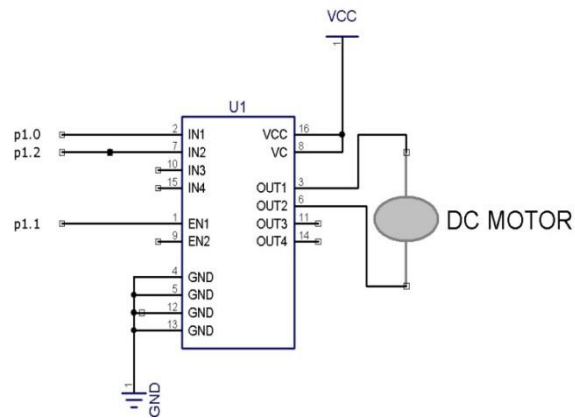 VCC
1
U1
p1.0 2 IN1 VCC 16
p1.2 7 IN2 VC 8
10 IN3
15 IN4 OUT1 3
OUT2 6
p1.1 1 EN1 OUT3 11
9 EN2 OUT4 14
DC MOTOR
4 GND
5 GND
12 GND
13 GND
1
GND